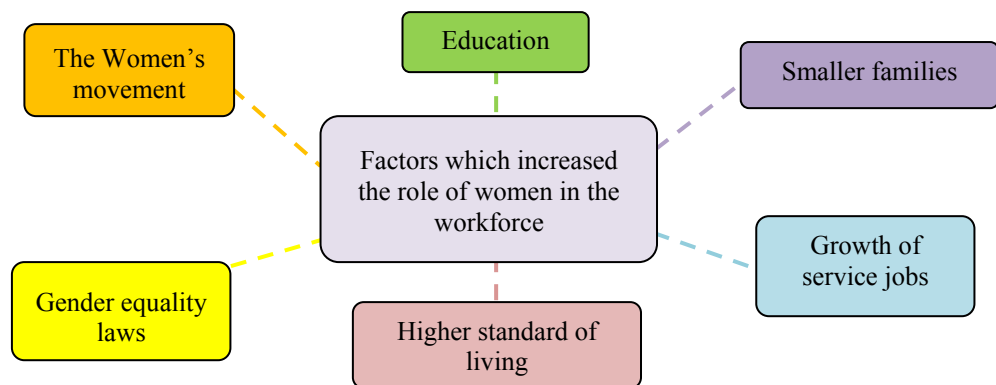 The Women’s
movement
Education
Smaller families
Factors which increased
the role of women in the
workforce
Gender equality
laws
Higher standard of
living
Growth of
service jobs